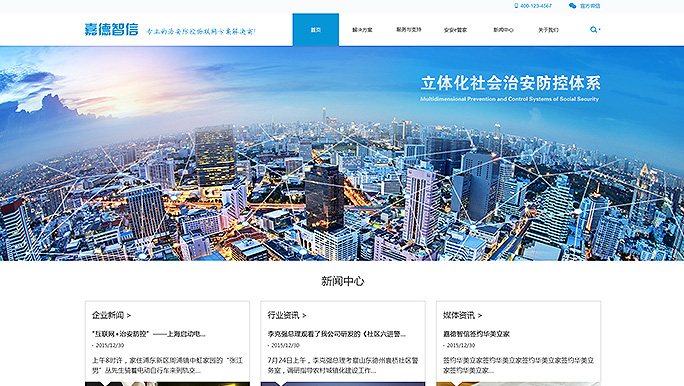 400-123-4567 官方微信
嘉德智信 专业的治安防控物联网方案解决商!
首页 解决方案 服务与支持 安安e管家 新闻中心 关于我们
立体化社会治安防控体系
Multidimensional Prevention and Control Systems of Social Security
新闻中心
企业新闻 >
"互联网+治安防控"——上海启动电...
- 2015/12/30
上午8时许，家住浦东新区周浦镇中虹家园的"张江
男"丛先生骑着电动自行车来到轨交...
行业资讯 >
李克强总理观看了我公司研发的《社区六进警...
- 2015/12/30
7月24日上午，李克强总理考察山东德州袁桥社区警
务室，调研指导农村城镇化建设工作...
媒体资讯 >
嘉德智信签约华美立家
- 2015/12/30
签约华美立家签约华美立家签约华美立家签约华美立
家签约华美立家签约华美立家...